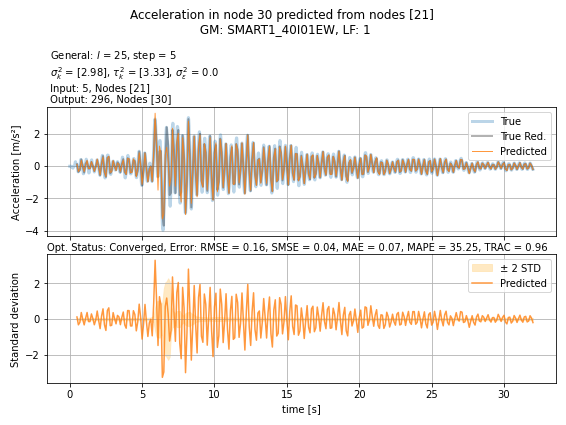 Acceleration in node 30 predicted from nodes [21]
GM: SMART1_40I01EW, LF: 1
General: l = 25, step = 5
σ²ₖ = [2.98], τ²ₖ = [3.33], σ²ᵣ = 0.0
Input: 5, Nodes [21]
Output: 296, Nodes [30]
Acceleration [m/s²]
2
0
−2
−4
True
True Red.
Predicted
Opt. Status: Converged, Error: RMSE = 0.16, SMSE = 0.04, MAE = 0.07, MAPE = 35.25, TRAC = 0.96
Standard deviation
2
0
−2
± 2 STD
Predicted
0 5 10 15 20 25 30
time [s]